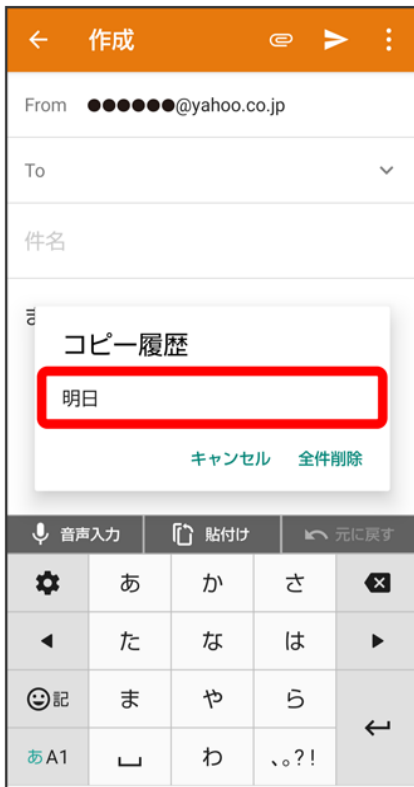 作成
From ●●●●●●@yahoo.co.jp
To
件名
ま
コピー履歴
明日
キャンセル 全件削除
音声入力 貼付け 元に戻す
あ か さ
た な は
記 ま や ら
あA1 わ 、。?!